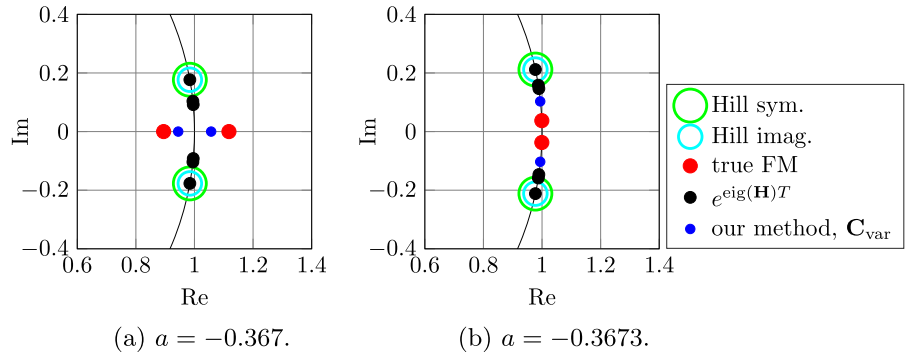 0.4
0.2
0
−0.2
−0.4
0.6
0.8
1
1.2
1.4
Re
Im
(a) a = −0.367.
0.4
0.2
0
−0.2
−0.4
0.6
0.8
1
1.2
1.4
Re
Im
(b) a = −0.3673.
Hill sym.
Hill imag.
true FM
e^{eig(H)T}
our method, C_{var}